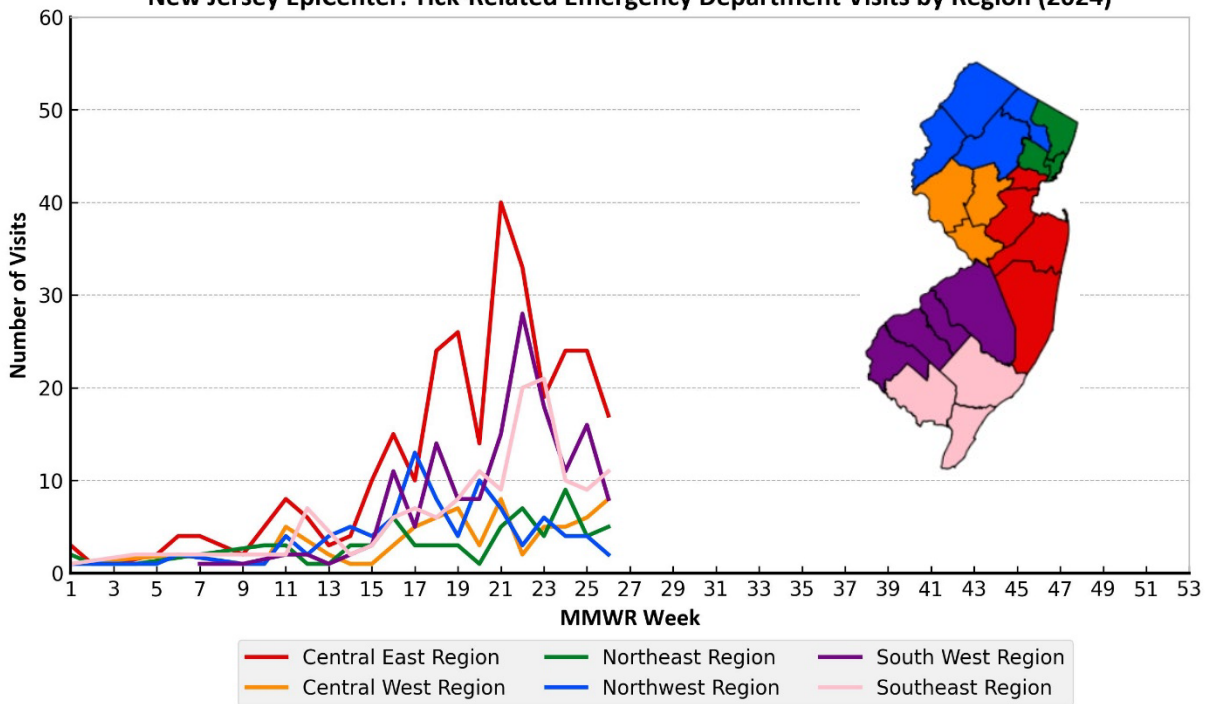 New Jersey EpiCenter: Tick-Related Emergency Department Visits by Region (2024)
60
50
40
30
20
10
0
Number of Visits
1 3 5 7 9 11 13 15 17 19 21 23 25 27 29 31 33 35 37 39 41 43 45 47 49 51 53
MMWR Week
Central East Region Northeast Region South West Region
Central West Region Northwest Region Southeast Region